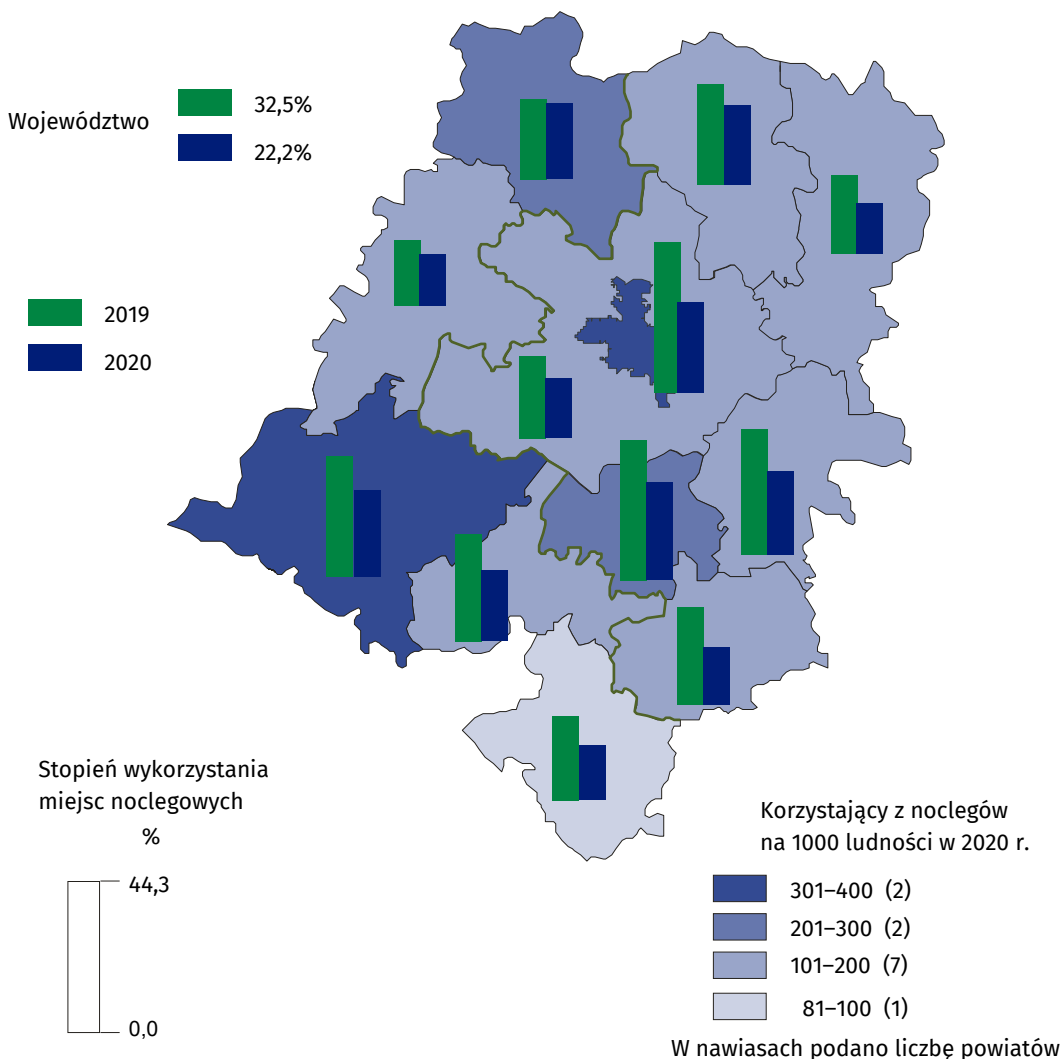 Województwo
32,5%
22,2%
2019
2020
Stopień wykorzystania
miejsc noclegowych
%
44,3
0,0
Korzystający z noclegów
na 1000 ludności w 2020 r.
301–400 (2)
201–300 (2)
101–200 (7)
81–100 (1)
W nawiasach podano liczbę powiatów